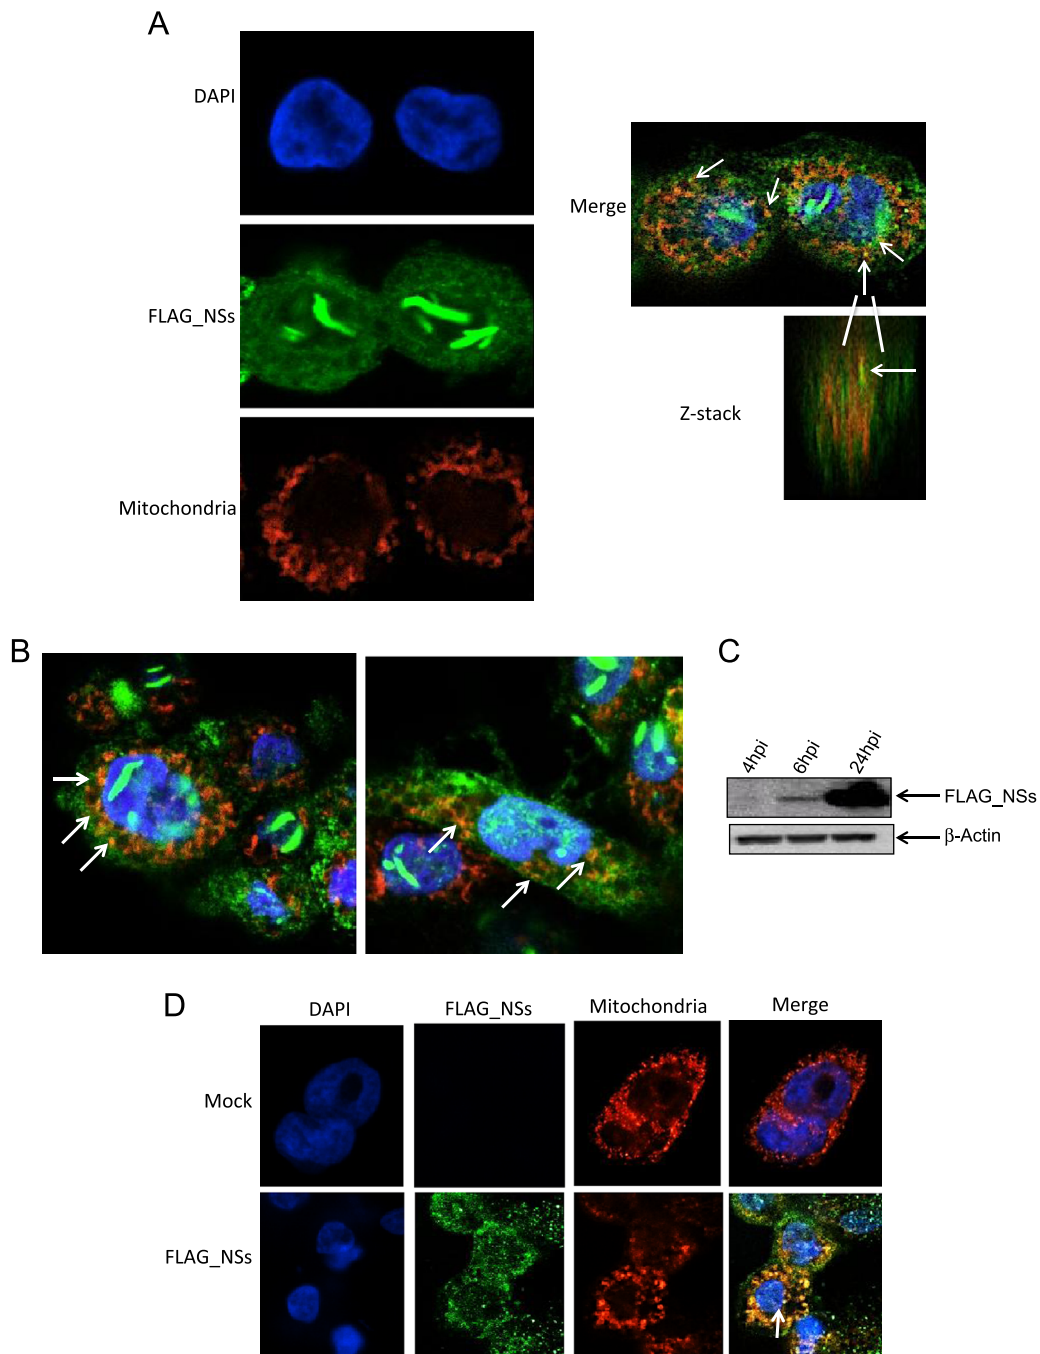 A
DAPI
FLAG_NSs
Mitochondria
Merge
Z-stack
B
C
4hpi 6hpi 24hpi
FLAG_NSs
β-Actin
D
DAPI FLAG_NSs Mitochondria Merge
Mock
FLAG_NSs